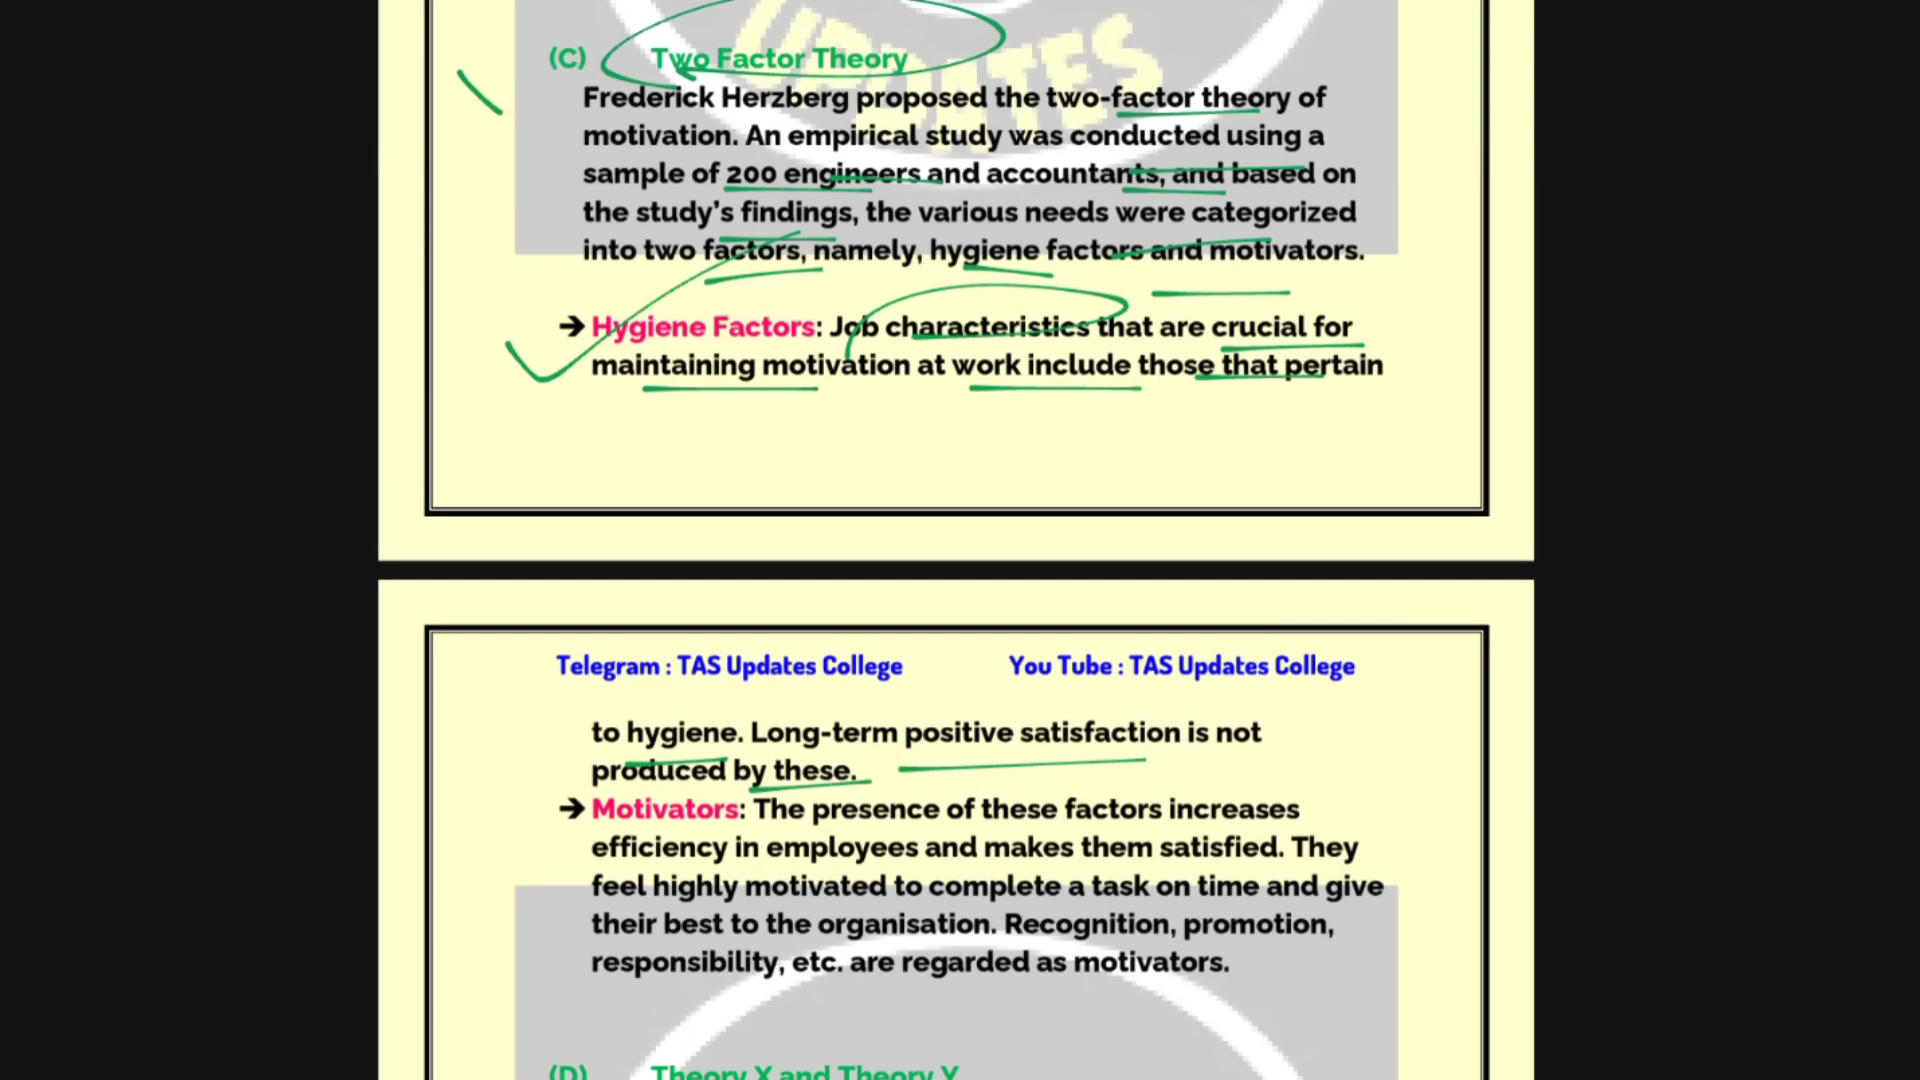 UPDATES
(C) Two Factor Theory
Frederick Herzberg proposed the two-factor theory of
motivation. An empirical study was conducted using a
sample of 200 engineers and accountants, and based on
the study's findings, the various needs were categorized
into two factors, namely, hygiene factors and motivators.
➔ Hygiene Factors: Job characteristics that are crucial for
maintaining motivation at work include those that pertain
Telegram : TAS Updates College You Tube : TAS Updates College
to hygiene. Long-term positive satisfaction is not
produced by these.
➔ Motivators: The presence of these factors increases
efficiency in employees and makes them satisfied. They
feel highly motivated to complete a task on time and give
their best to the organisation. Recognition, promotion,
responsibility, etc. are regarded as motivators.
(D) Theory X and Theory Y